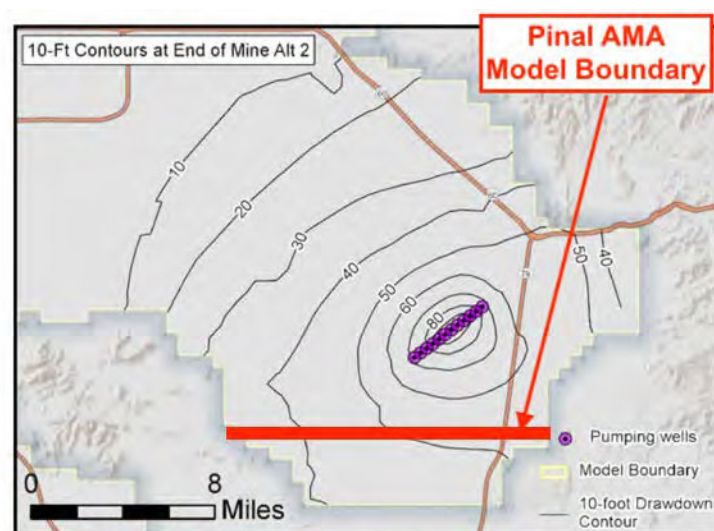 10-Ft Contours at End of Mine Alt 2
Pinal AMA
Model Boundary
10
20
30
40
50
60
80
50
40
0
8
Miles
Pumping wells
Model Boundary
10-foot Drawdown
Contour